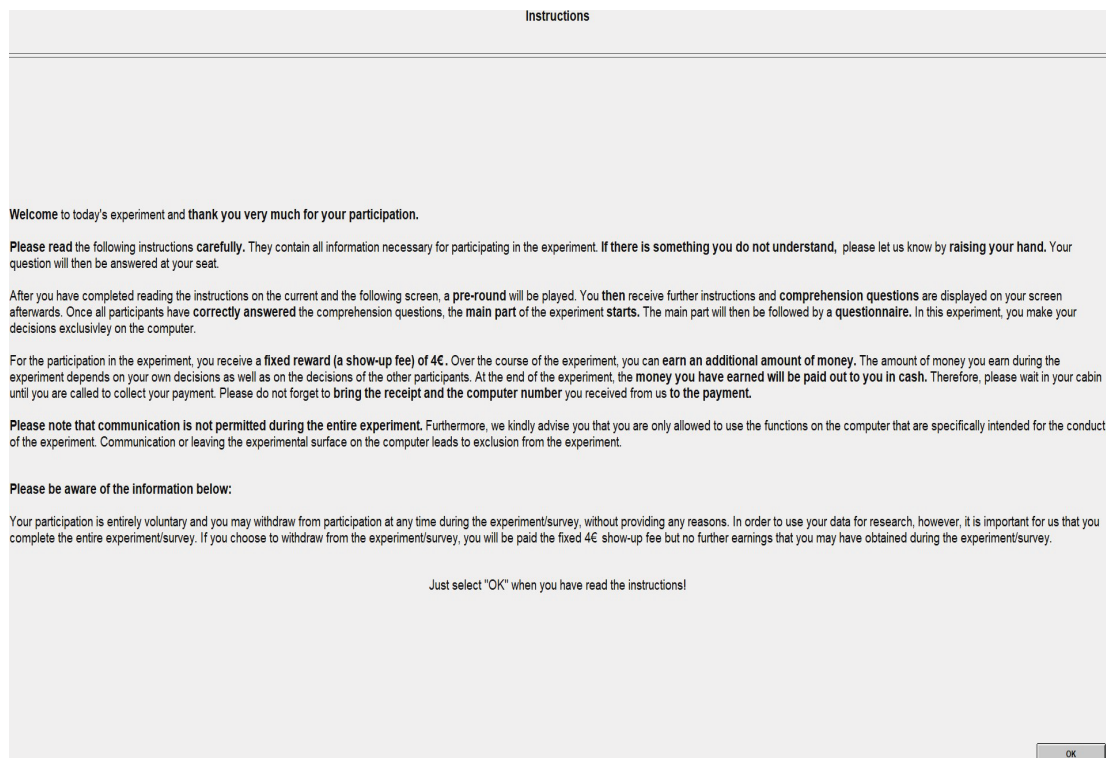 Instructions
Welcome to today's experiment and thank you very much for your participation.
Please read the following instructions carefully. They contain all information necessary for participating in the experiment. If there is something you do not understand, please let us know by raising your hand. Your
question will then be answered at your seat.
After you have completed reading the instructions on the current and the following screen, a pre-round will be played. You then receive further instructions and comprehension questions are displayed on your screen
afterwards. Once all participants have correctly answered the comprehension questions, the main part of the experiment starts. The main part will then be followed by a questionnaire. In this experiment, you make your
decisions exclusivley on the computer.
For the participation in the experiment, you receive a fixed reward (a show-up fee) of 4€. Over the course of the experiment, you can earn an additional amount of money. The amount of money you earn during the
experiment depends on your own decisions as well as on the decisions of the other participants. At the end of the experiment, the money you have earned will be paid out to you in cash. Therefore, please wait in your cabin
until you are called to collect your payment. Please do not forget to bring the receipt and the computer number you received from us to the payment.
Please note that communication is not permitted during the entire experiment. Furthermore, we kindly advise you that you are only allowed to use the functions on the computer that are specifically intended for the conduct
of the experiment. Communication or leaving the experimental surface on the computer leads to exclusion from the experiment.
Please be aware of the information below:
Your participation is entirely voluntary and you may withdraw from participation at any time during the experiment/survey, without providing any reasons. In order to use your data for research, however, it is important for us that you
complete the entire experiment/survey. If you choose to withdraw from the experiment/survey, you will be paid the fixed 4€ show-up fee but no further earnings that you may have obtained during the experiment/survey.
Just select "OK" when you have read the instructions!
OK